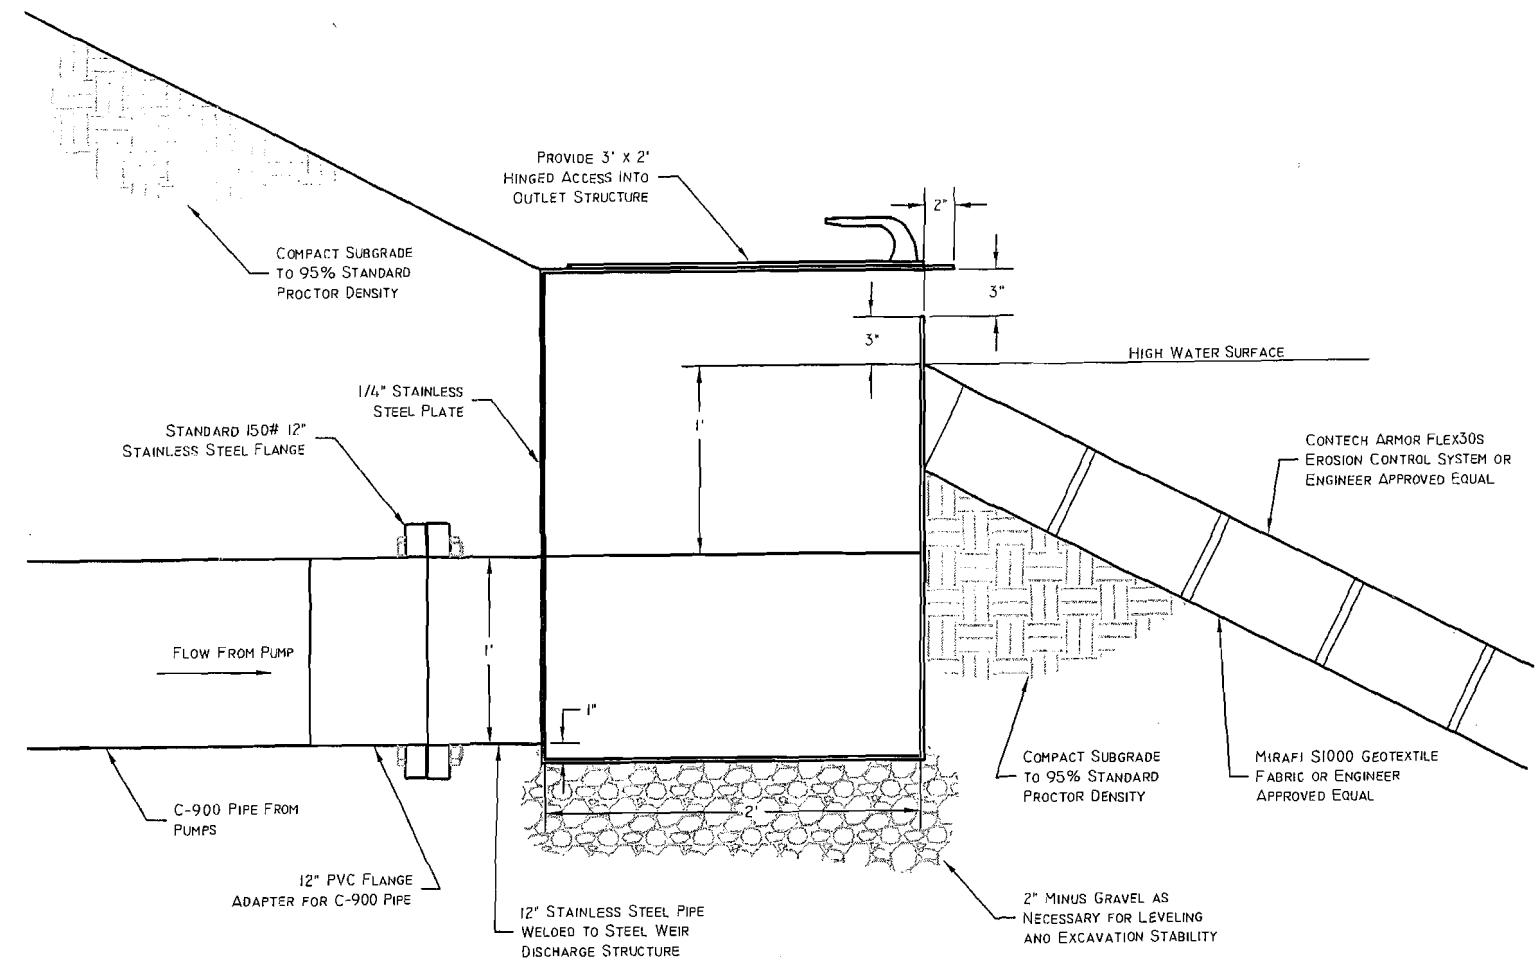 PROVIDE 3' X 2'
HINGED ACCESS INTO
OUTLET STRUCTURE
2"
COMPACT SUBGRADE
TO 95% STANDARD
PROCTOR DENSITY
3"
3"
HIGH WATER SURFACE
1/4" STAINLESS
STEEL PLATE
1'
STANDARD 150# 12"
STAINLESS STEEL FLANGE
CONTECH ARMOR FLEX30S
EROSION CONTROL SYSTEM OR
ENGINEER APPROVED EQUAL
FLOW FROM PUMP
1'
1"
COMPACT SUBGRADE
TO 95% STANDARD
PROCTOR DENSITY
MIRAFI S1000 GEOTEXTILE
FABRIC OR ENGINEER
APPROVED EQUAL
C-900 PIPE FROM
PUMPS
2'
12" PVC FLANGE
ADAPTER FOR C-900 PIPE
12" STAINLESS STEEL PIPE
WELDED TO STEEL WEIR
DISCHARGE STRUCTURE
2" MINUS GRAVEL AS
NECESSARY FOR LEVELING
AND EXCAVATION STABILITY